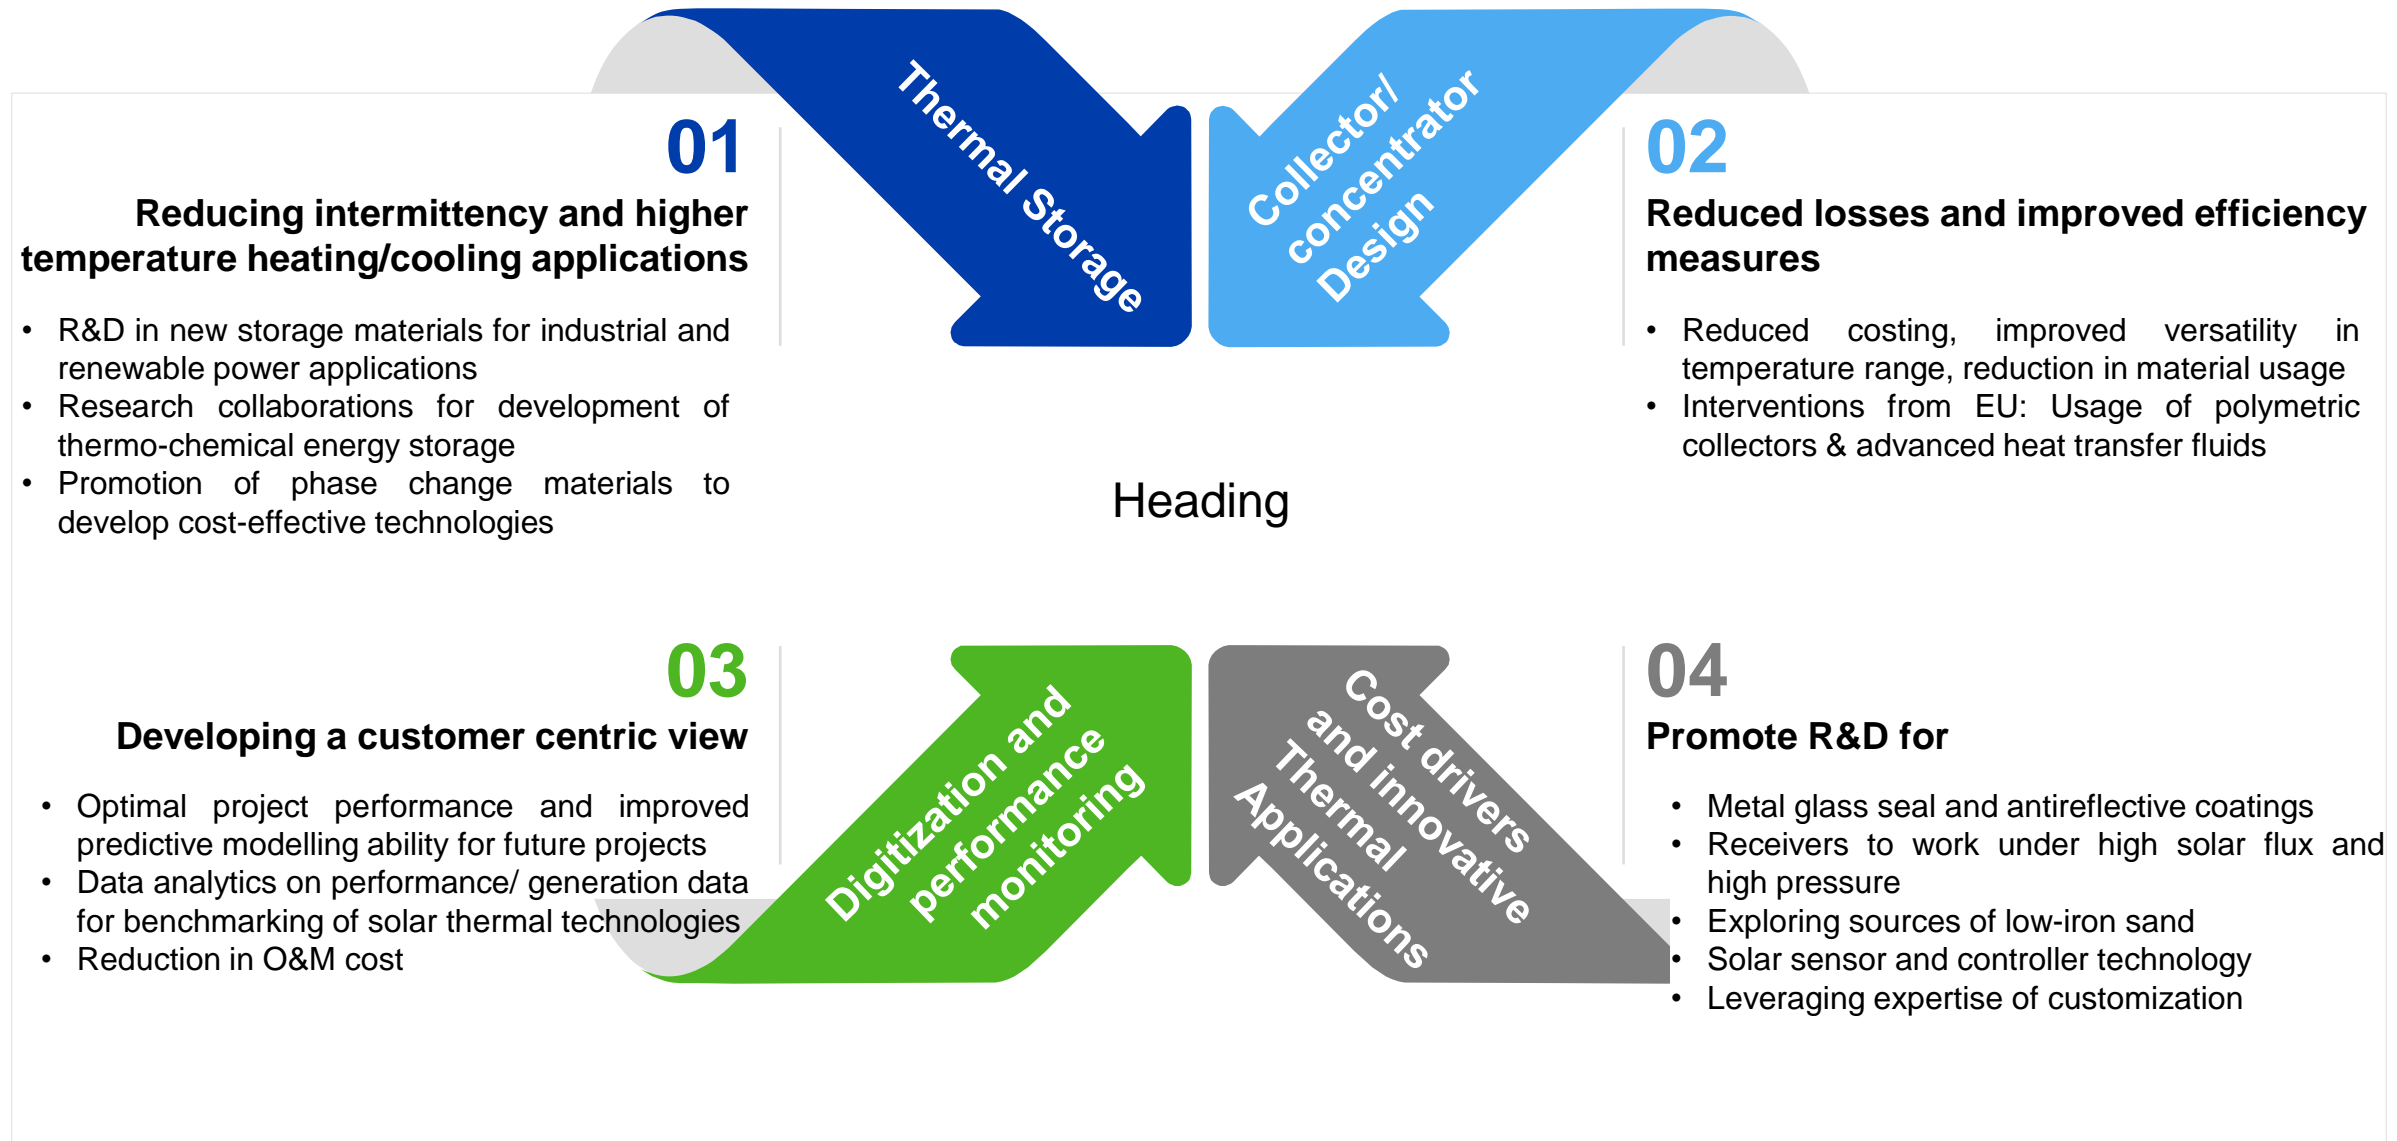 01
Reducing intermittency and higher
temperature heating/cooling applications
• R&D in new storage materials for industrial and
renewable power applications
• Research collaborations for development of
thermo-chemical energy storage
• Promotion of phase change materials to
develop cost-effective technologies
Thermal Storage
Collector/
concentrator
Design
02
Reduced losses and improved efficiency
measures
• Reduced costing, improved versatility in
temperature range, reduction in material usage
• Interventions from EU: Usage of polymetric
collectors & advanced heat transfer fluids
Heading
03
Developing a customer centric view
• Optimal project performance and improved
predictive modelling ability for future projects
• Data analytics on performance/ generation data
for benchmarking of solar thermal technologies
• Reduction in O&M cost
Digitization and
performance
monitoring
Cost drivers
and innovative
Thermal
Applications
04
Promote R&D for
• Metal glass seal and antireflective coatings
• Receivers to work under high solar flux and
high pressure
• Exploring sources of low-iron sand
• Solar sensor and controller technology
• Leveraging expertise of customization